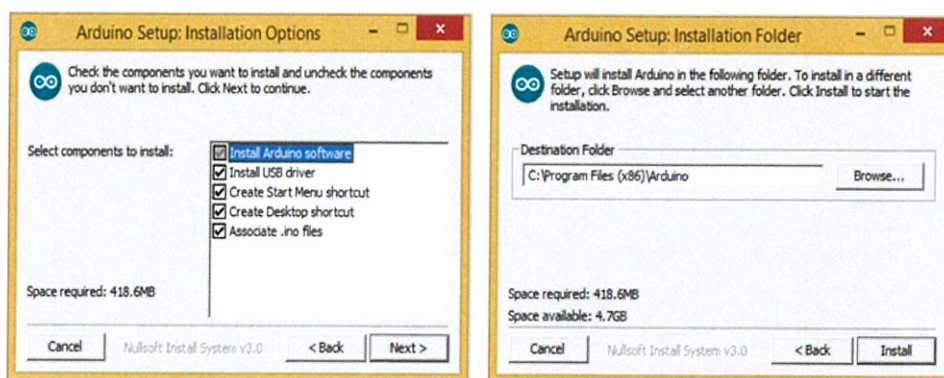 Arduino Setup: Installation Options
Check the components you want to install and uncheck the components
you don't want to install. Click Next to continue.
Select components to install:
Install Arduino software
Install USB driver
Create Start Menu shortcut
Create Desktop shortcut
Associate .ino files
Space required: 418.6MB
Cancel
Nullsoft Install System v3.0
< Back
Next >
Arduino Setup: Installation Folder
Setup will install Arduino in the following folder. To install in a different
folder, click Browse and select another folder. Click Install to start the
installation.
Destination Folder
C:\Program Files (x86)\Arduino
Browse...
Space required: 418.6MB
Space available: 4.7GB
Cancel
Nullsoft Install System v3.0
< Back
Install